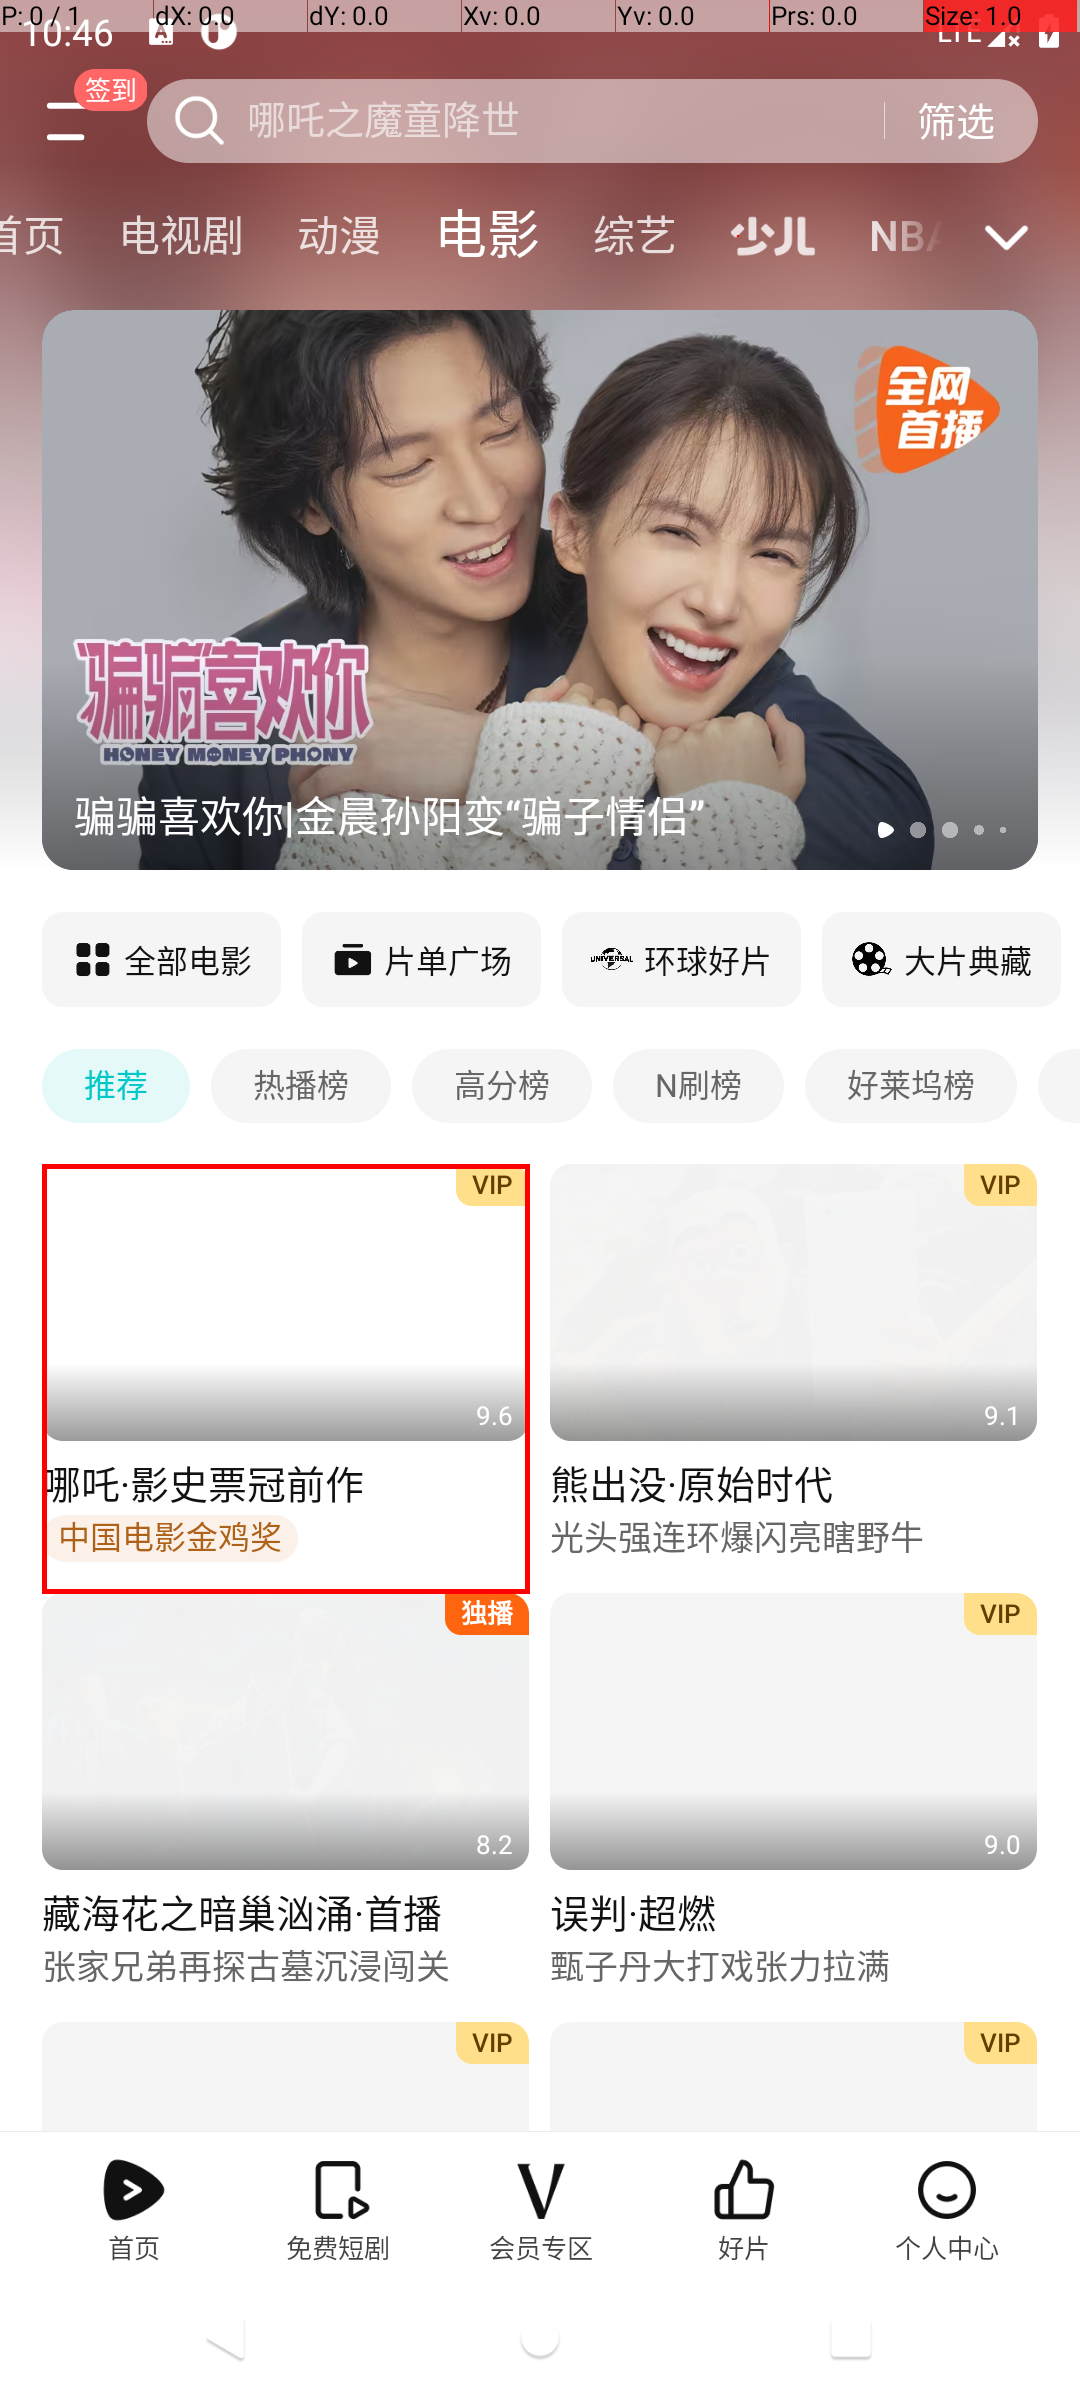 P: 0 / 1 dX: 0.0 dY: 0.0 Xv: 0.0 Yv: 0.0 Prs: 0.0 Size: 1.0
10:46 LTE
签到
哪吒之魔童降世 筛选
首页 电视剧 动漫 电影 综艺 少儿 NBA
全网
首播
骗骗喜欢你
HONEY MONEY PHONY
骗骗喜欢你|金晨孙阳变“骗子情侣”
全部电影 片单广场 UNIVERSAL 环球好片 大片典藏
推荐 热播榜 高分榜 N刷榜 好莱坞榜
VIP VIP
9.6 9.1
哪吒·影史票冠前作 熊出没·原始时代
中国电影金鸡奖 光头强连环爆闪亮瞎野牛
独播 VIP
8.2 9.0
藏海花之暗巢汹涌·首播 误判·超燃
张家兄弟再探古墓沉浸闯关 甄子丹大打戏张力拉满
VIP VIP
首页 免费短剧 会员专区 好片 个人中心